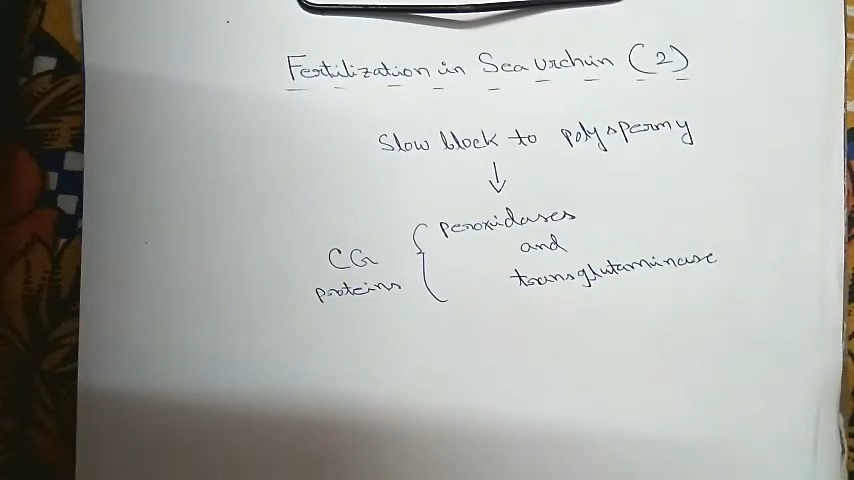 Fertilization in Sea urchin (2)
Slow block to polyspermy
peroxidases
and
transglutaminase
CG
proteins